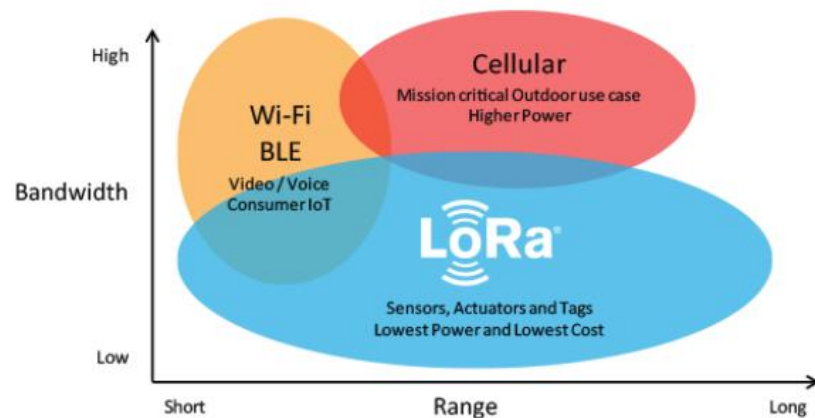 High
Cellular
Mission critical Outdoor use case
Higher Power
Wi-Fi
BLE
Video / Voice
Consumer IoT
Bandwidth
LoRa®
Sensors, Actuators and Tags
Lowest Power and Lowest Cost
Low
Short
Range
Long